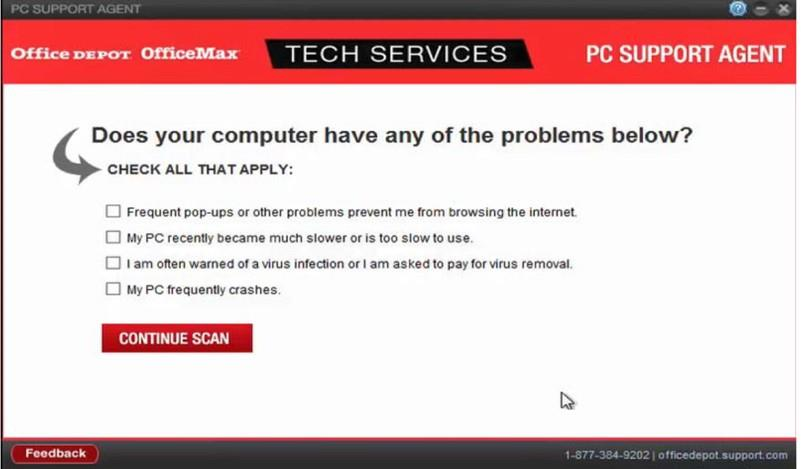 PC SUPPORT AGENT
Office DEPOT OfficeMax TECH SERVICES PC SUPPORT AGENT
Does your computer have any of the problems below?
CHECK ALL THAT APPLY:
Frequent pop-ups or other problems prevent me from browsing the internet.
My PC recently became much slower or is too slow to use.
I am often warned of a virus infection or I am asked to pay for virus removal.
My PC frequently crashes.
CONTINUE SCAN
Feedback 1-877-384-9202 | officedepot.support.com